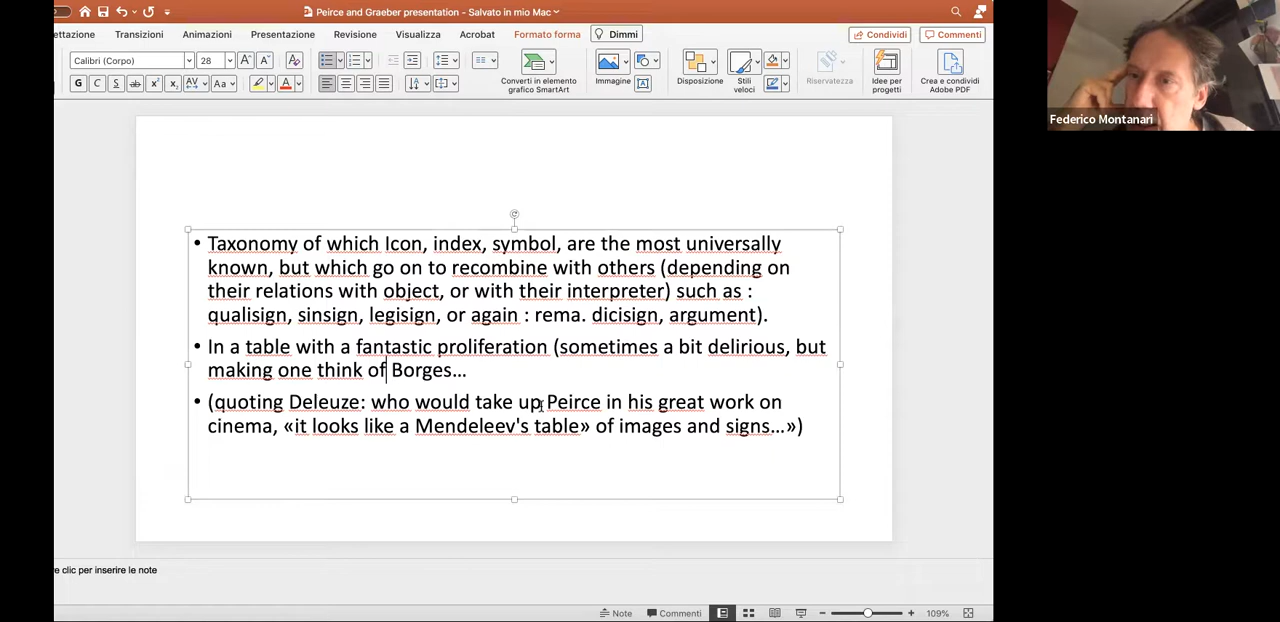 Peirce and Graeber presentation - Salvato in mio Mac
ettazione Transizioni Animazioni Presentazione Revisione Visualizza Acrobat Formato forma Dimmi Condividi Commenti
Calibri (Corpo) 28
G C S ab x² x₂ AV Aa A
Converti in elemento grafico SmartArt
Immagine
Disposizione
Stili veloci
Riservatezza
Idee per progetti
Crea e condividi Adobe PDF
Federico Montanari
• Taxonomy of which Icon, index, symbol, are the most universally
known, but which go on to recombine with others (depending on
their relations with object, or with their interpreter) such as :
qualisign, sinsign, legisign, or again : rema. dicisign, argument).
• In a table with a fantastic proliferation (sometimes a bit delirious, but
making one think of Borges...
• (quoting Deleuze: who would take up Peirce in his great work on
cinema, «it looks like a Mendeleev's table» of images and signs...»)
e clic per inserire le note
Note Commenti 109%